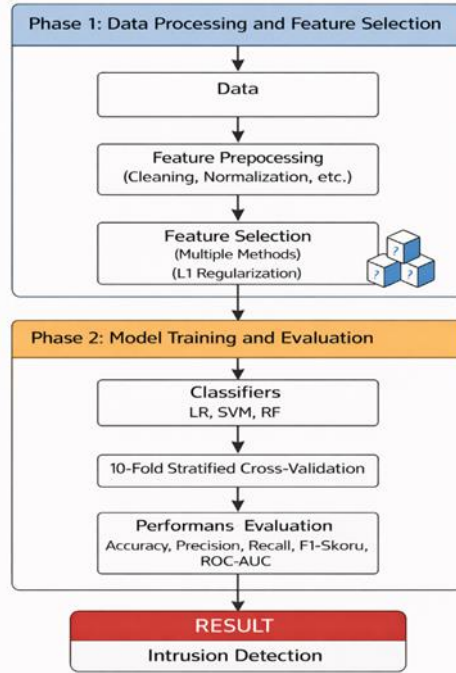 Phase 1: Data Processing and Feature Selection
Data
Feature Prepocessing
(Cleaning, Normalization, etc.)
Feature Selection
(Multiple Methods)
(L1 Regularization)
? ? ?
Phase 2: Model Training and Evaluation
Classifiers
LR, SVM, RF
10-Fold Stratified Cross-Validation
Performans Evaluation
Accuracy, Precision, Recall, F1-Skoru,
ROC-AUC
RESULT
Intrusion Detection